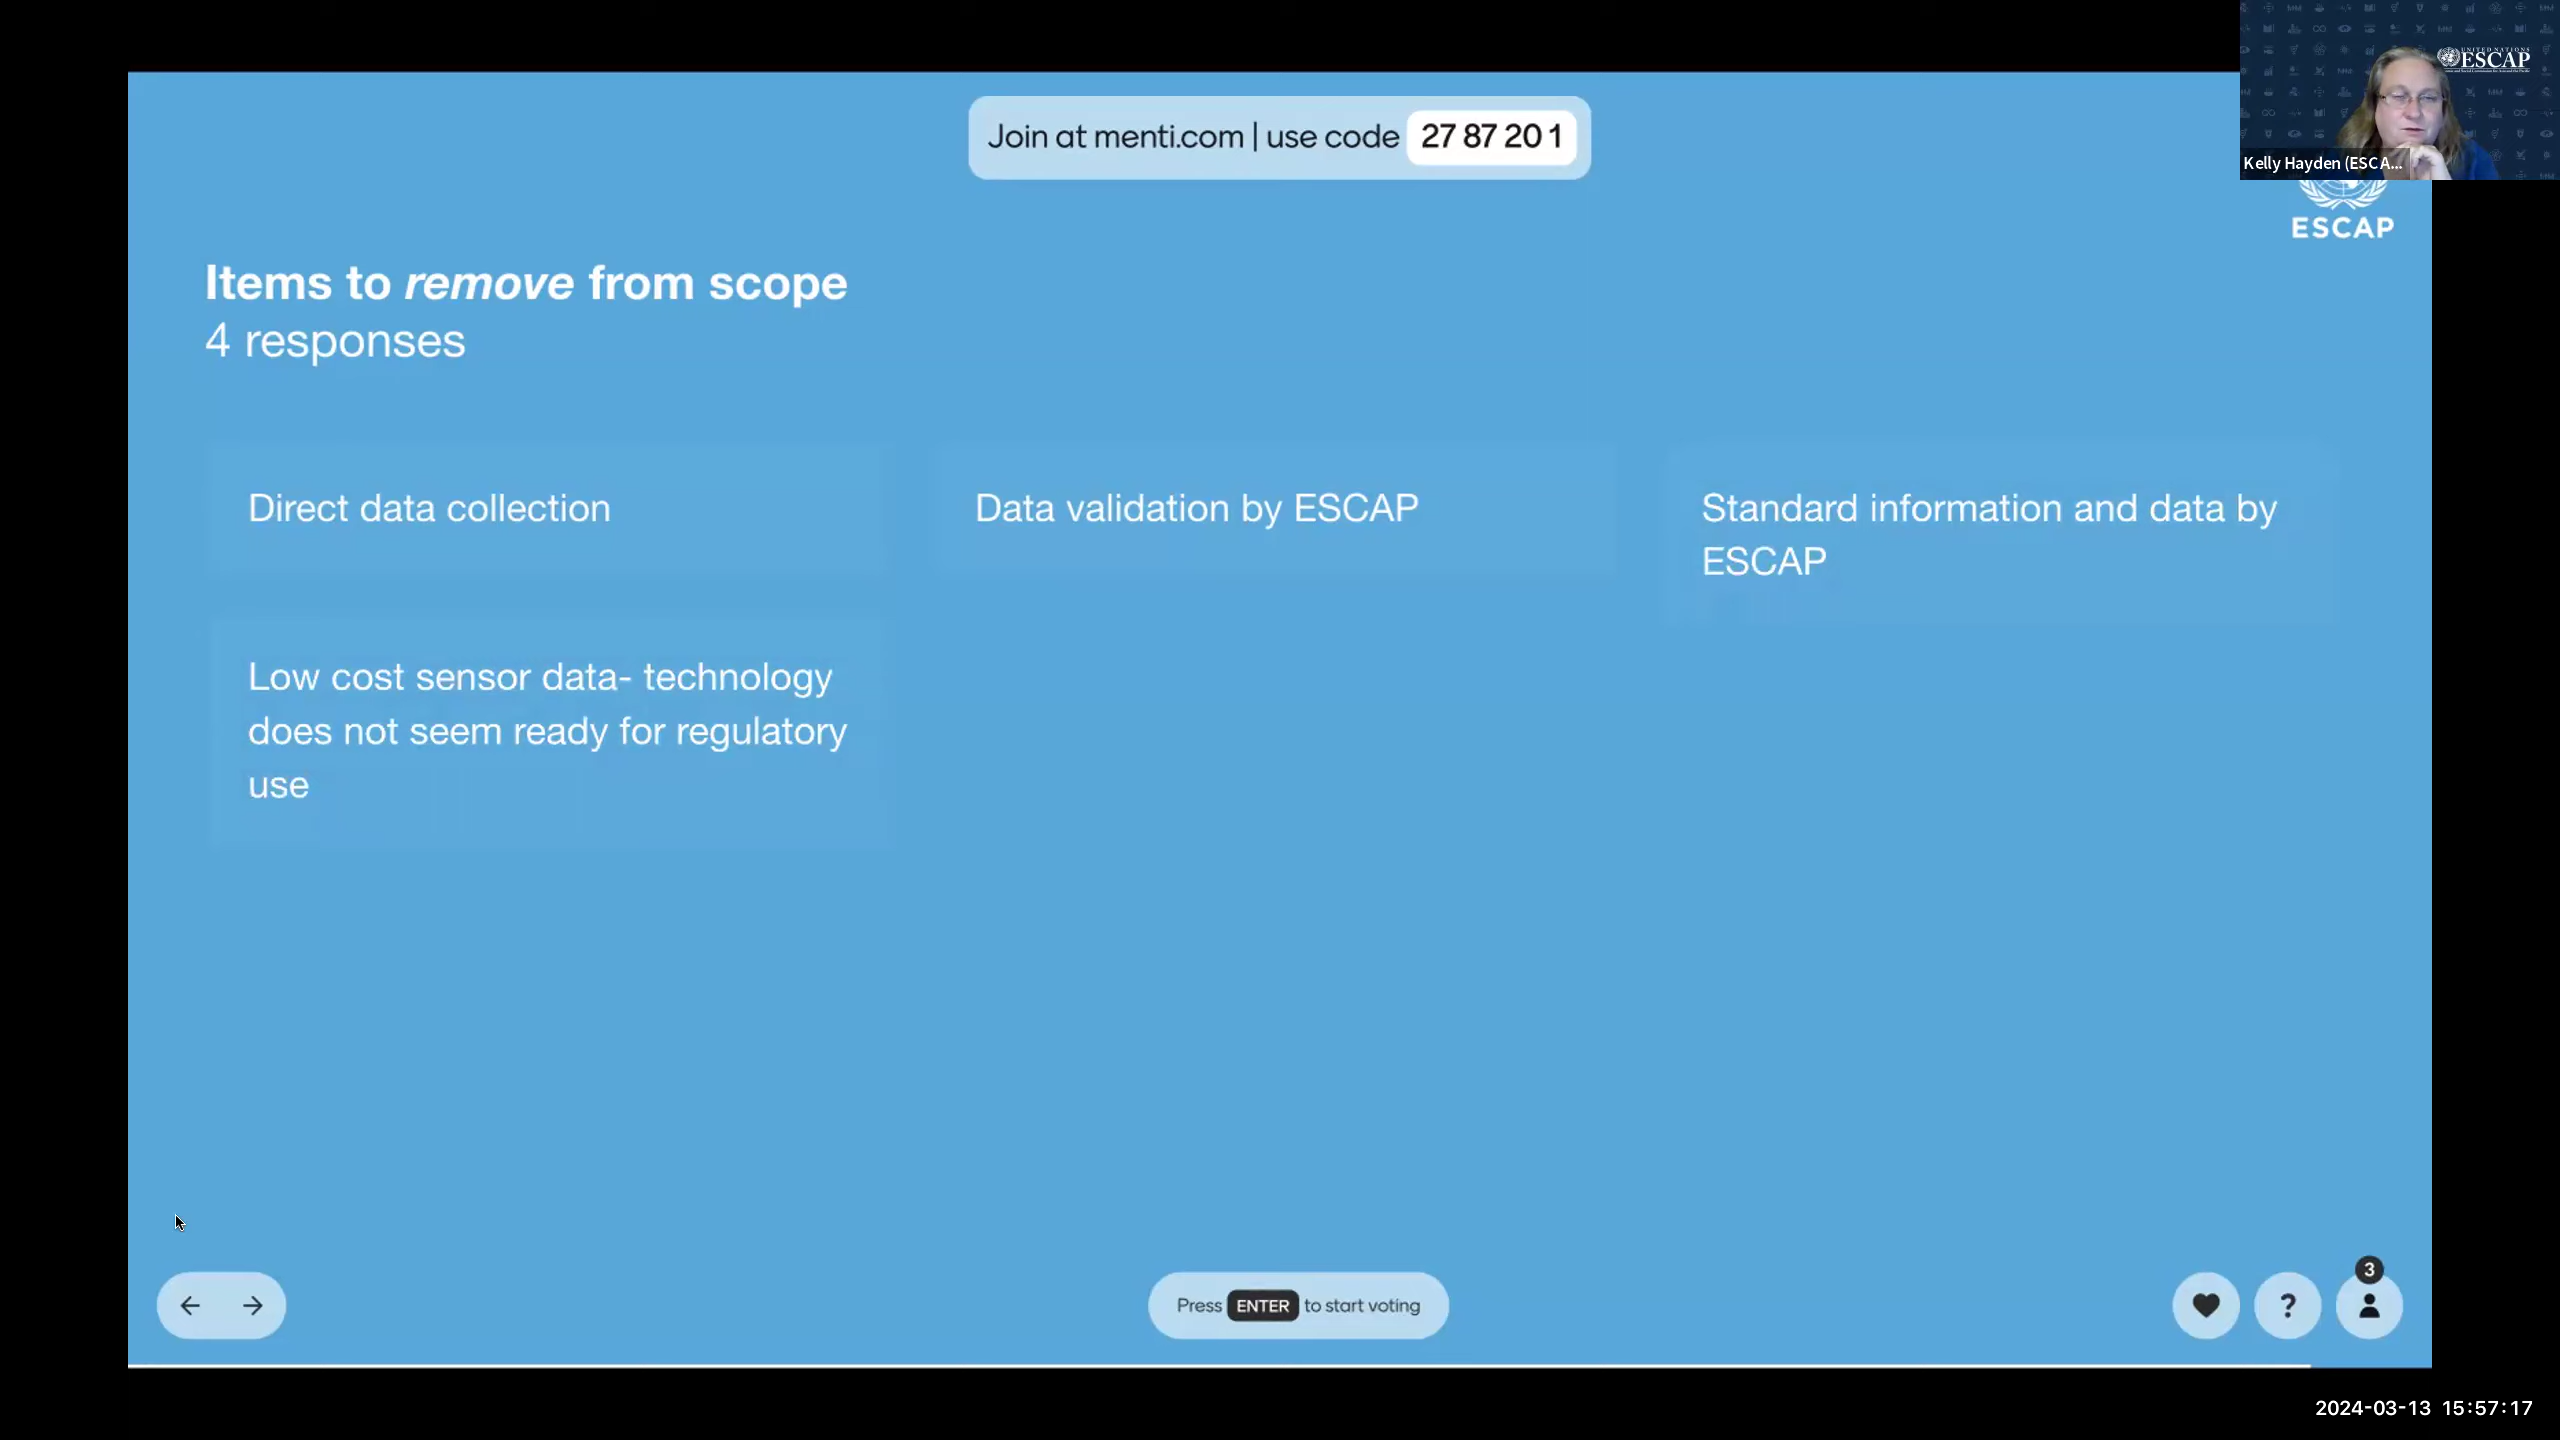 Join at menti.com | use code 27 87 20 1
UNITED NATIONS
ESCAP
Kelly Hayden (ESCA...
ESCAP
Items to remove from scope
4 responses
Direct data collection
Data validation by ESCAP
Standard information and data by
ESCAP
Low cost sensor data- technology
does not seem ready for regulatory
use
Press ENTER to start voting
?
3
2024-03-13 15:57:17